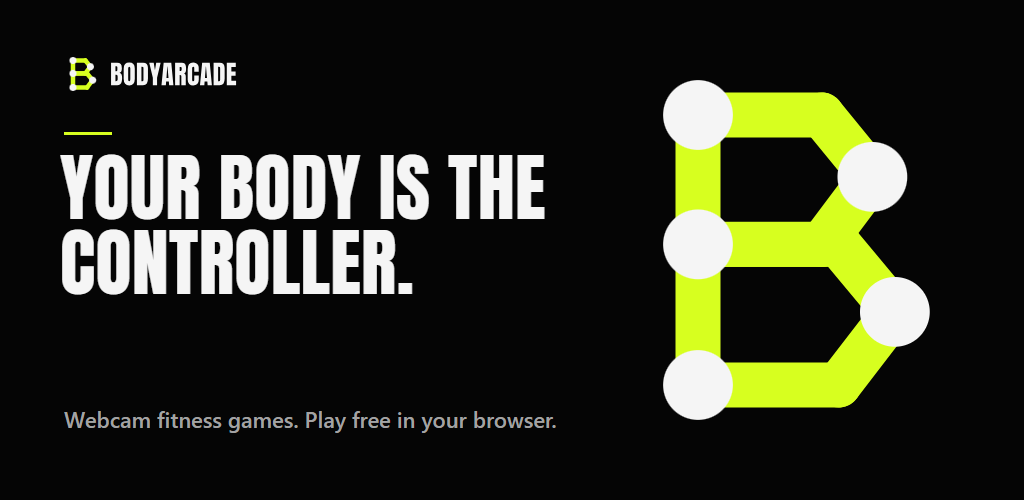 BODYARCADE
YOUR BODY IS THE
CONTROLLER.
Webcam fitness games. Play free in your browser.